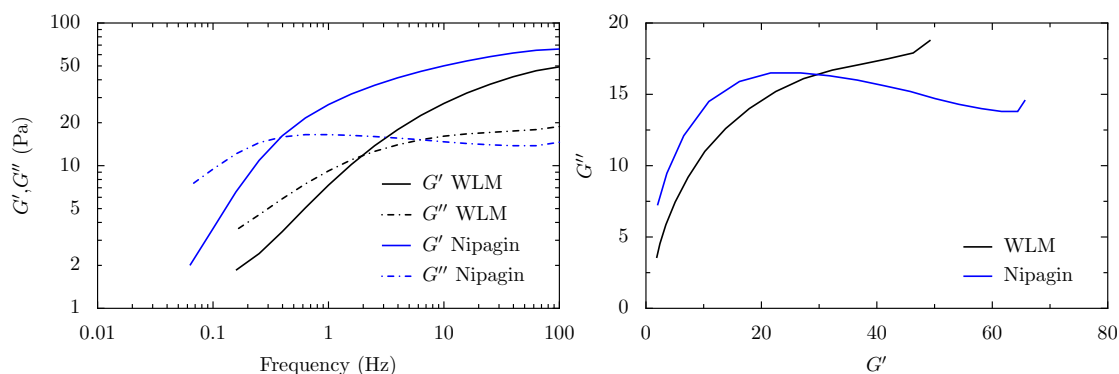 100
50
20
10
5
2
1
0.01
0.1
1
10
100
G′, G″ (Pa)
Frequency (Hz)
G′ WLM
G″ WLM
G′ Nipagin
G″ Nipagin
20
15
10
5
0
0
20
40
60
80
G″
G′
WLM
Nipagin